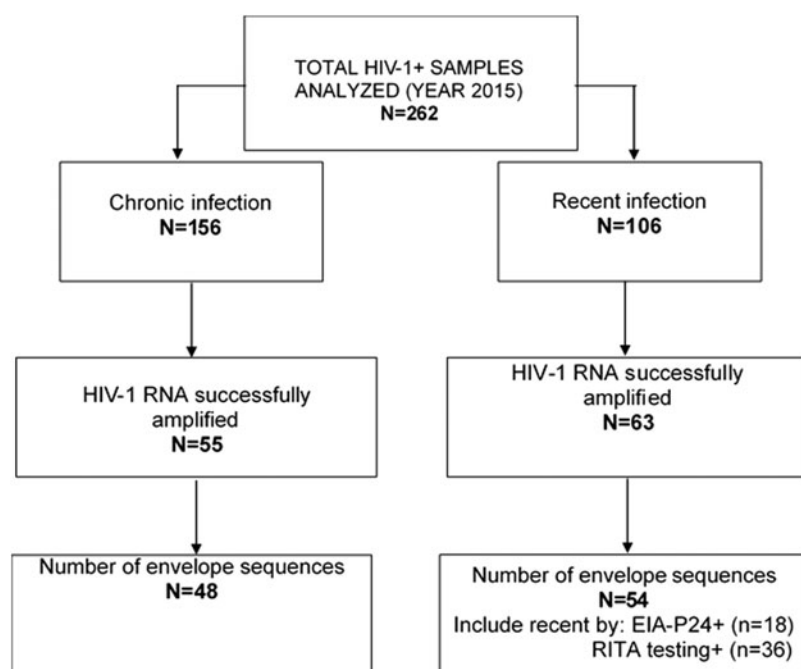 TOTAL HIV-1+ SAMPLES
ANALYZED (YEAR 2015)
N=262
Chronic infection
N=156
Recent infection
N=106
HIV-1 RNA successfully
amplified
N=55
HIV-1 RNA successfully
amplified
N=63
Number of envelope sequences
N=48
Number of envelope sequences
N=54
Include recent by: EIA-P24+ (n=18)
RITA testing+ (n=36)